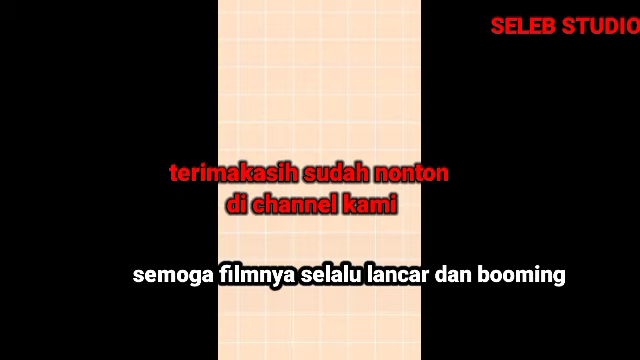 SELEB STUDIO
terimakasih sudah nonton
di channel kami
semoga filmnya selalu lancar dan booming